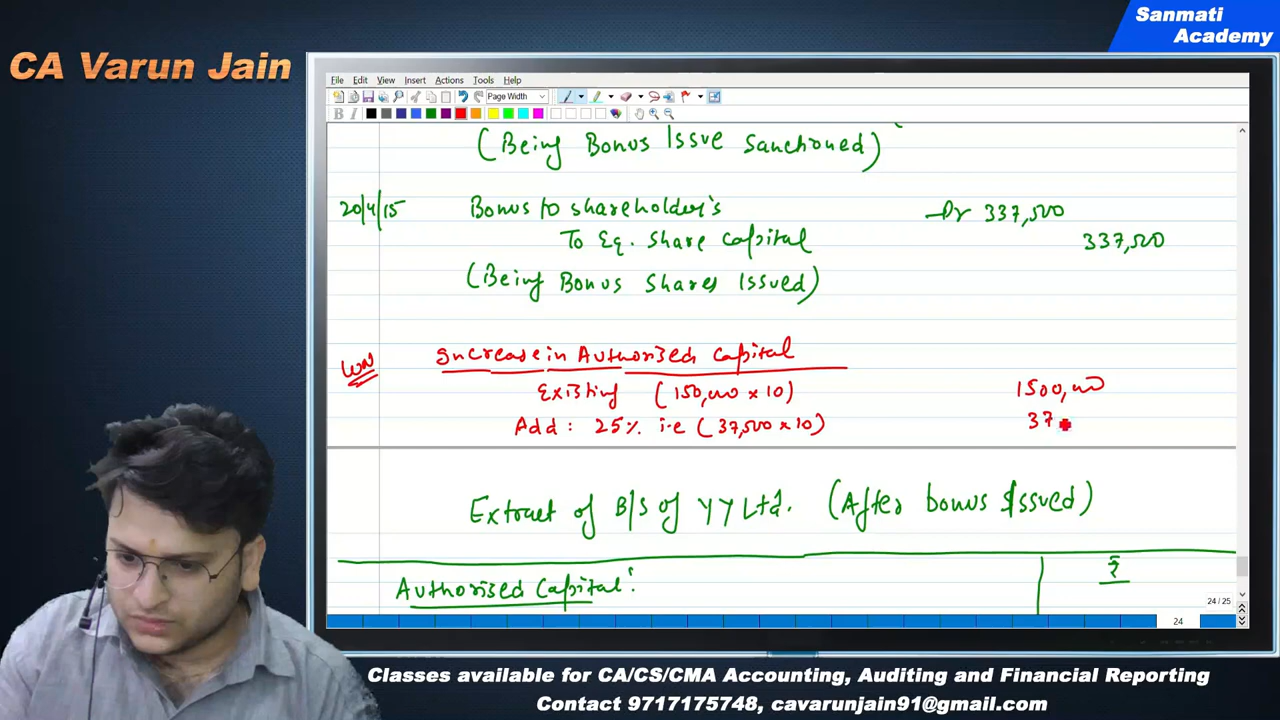 Sanmati
Academy
CA Varun Jain
File Edit View Insert Actions Tools Help
Page Width
B I
(Being Bonus Issue Sanctioned)
20/4/15 Bonus to shareholder's Dr 337,500
To Eq. Share Capital 337,500
(Being Bonus Shares Issued)
WN Increase in Authorised Capital
Existing (150,000 x 10) 1500,000
Add: 25% i.e (37,500 x 10) 37
Extract of B/S of YY Ltd. (After bonus Issued)
₹
Authorised Capital:
24 / 25
24
Classes available for CA/CS/CMA Accounting, Auditing and Financial Reporting
Contact 9717175748, cavarunjain91@gmail.com